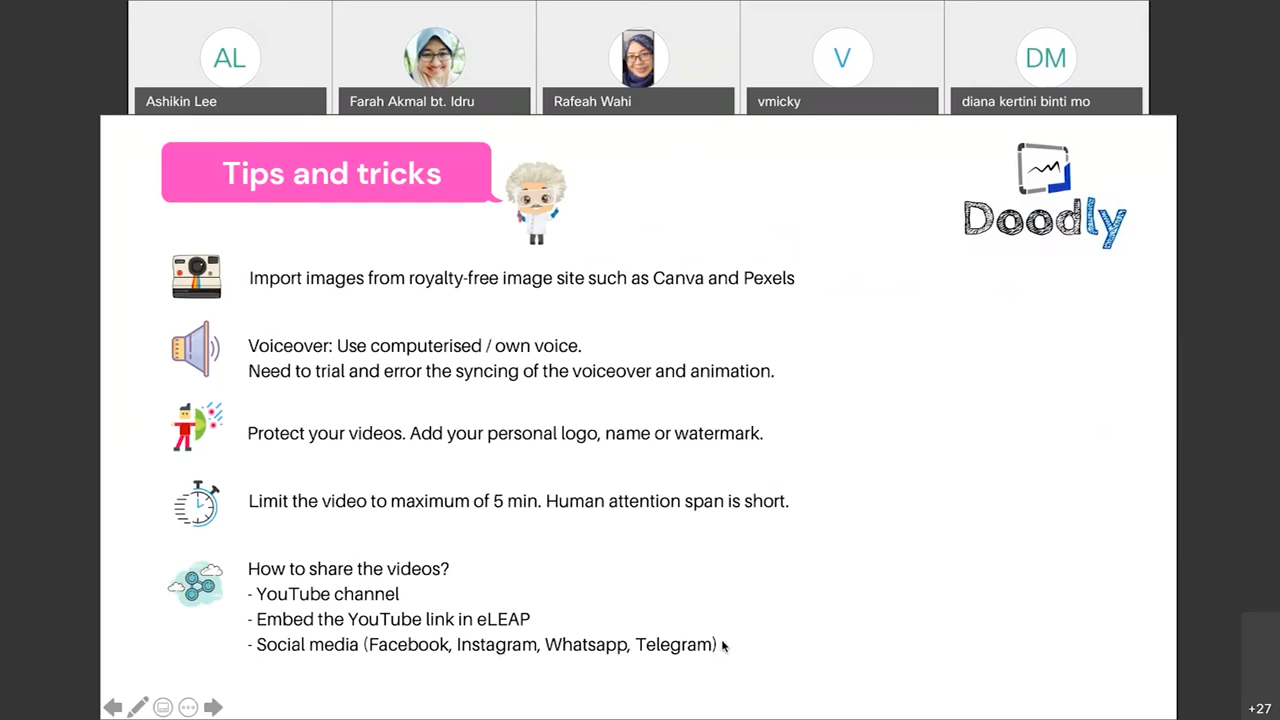 AL
V
DM
Ashikin Lee
Farah Akmal bt. Idru
Rafeah Wahi
vmicky
diana kertini binti mo
Tips and tricks
Doodly
Import images from royalty-free image site such as Canva and Pexels
Voiceover: Use computerised / own voice.
Need to trial and error the syncing of the voiceover and animation.
Protect your videos. Add your personal logo, name or watermark.
Limit the video to maximum of 5 min. Human attention span is short.
How to share the videos?
- YouTube channel
- Embed the YouTube link in eLEAP
- Social media (Facebook, Instagram, Whatsapp, Telegram)
+27